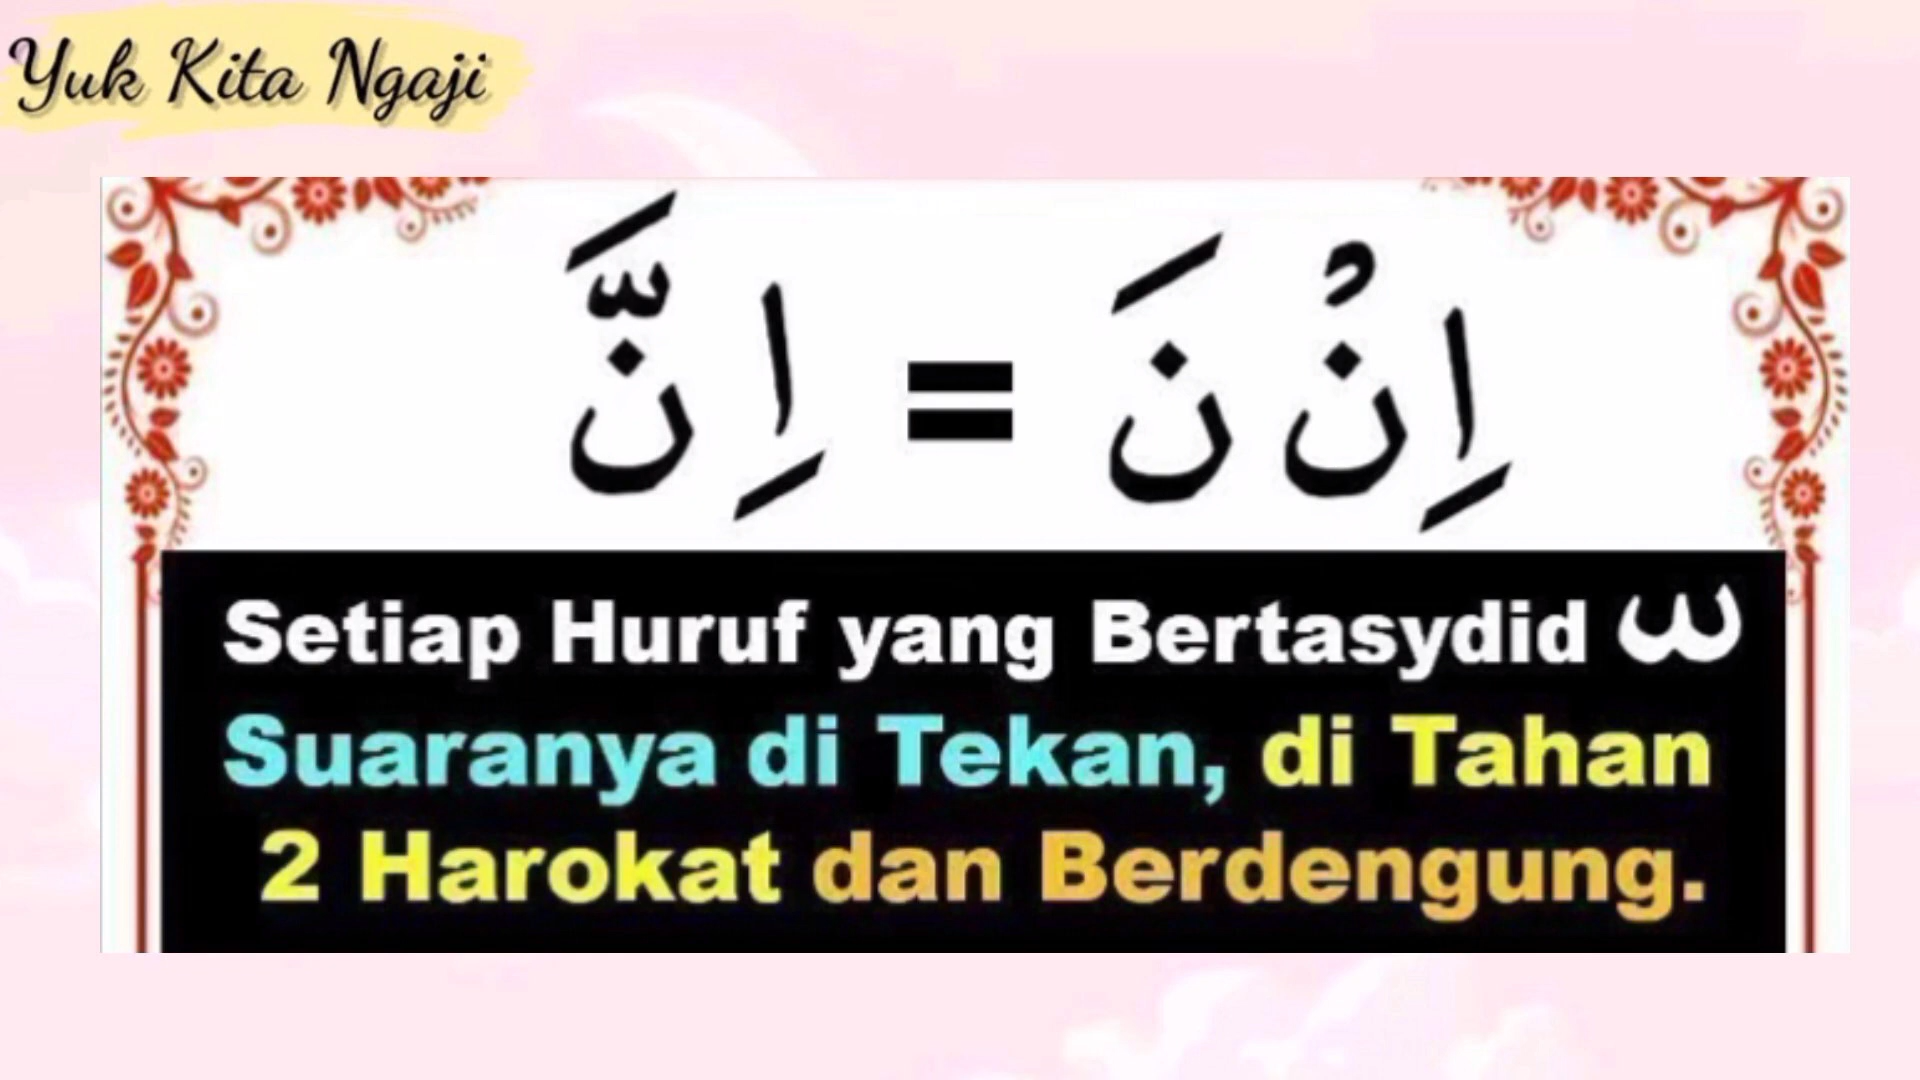 Yuk Kita Ngaji
اِنْ نَ = اِنَّ
Setiap Huruf yang Bertasydid ّ
Suaranya di Tekan, di Tahan
2 Harokat dan Berdengung.